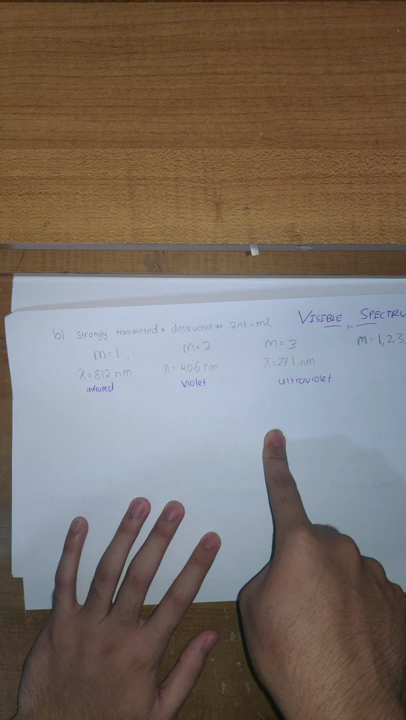 VISIBLE SPECTRU
b) Strongly transmitted = destructive 2nt = mλ
m=1 m=2 m=3 m=1,2,3,
λ=812 nm λ=406 nm λ=271 nm
infrared violet ultraviolet